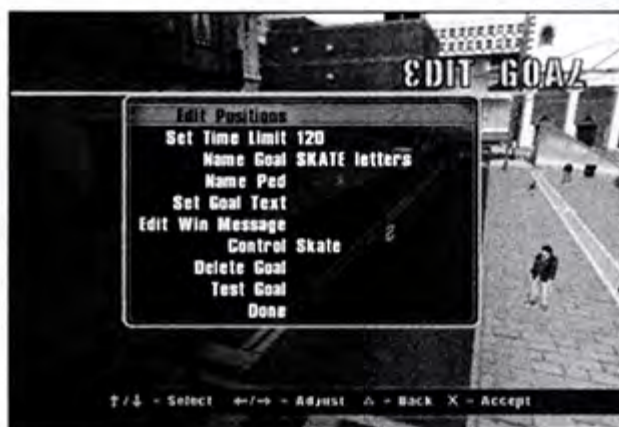 EDIT GOAL
Edit Positions
Set Time Limit 120
Name Goal SKATE letters
Name Ped
Set Goal Text
Edit Win Message
Control Skate
Delete Goal
Test Goal
Done
↑/↓ - Select ←/→ - Adjust △ - Back X - Accept